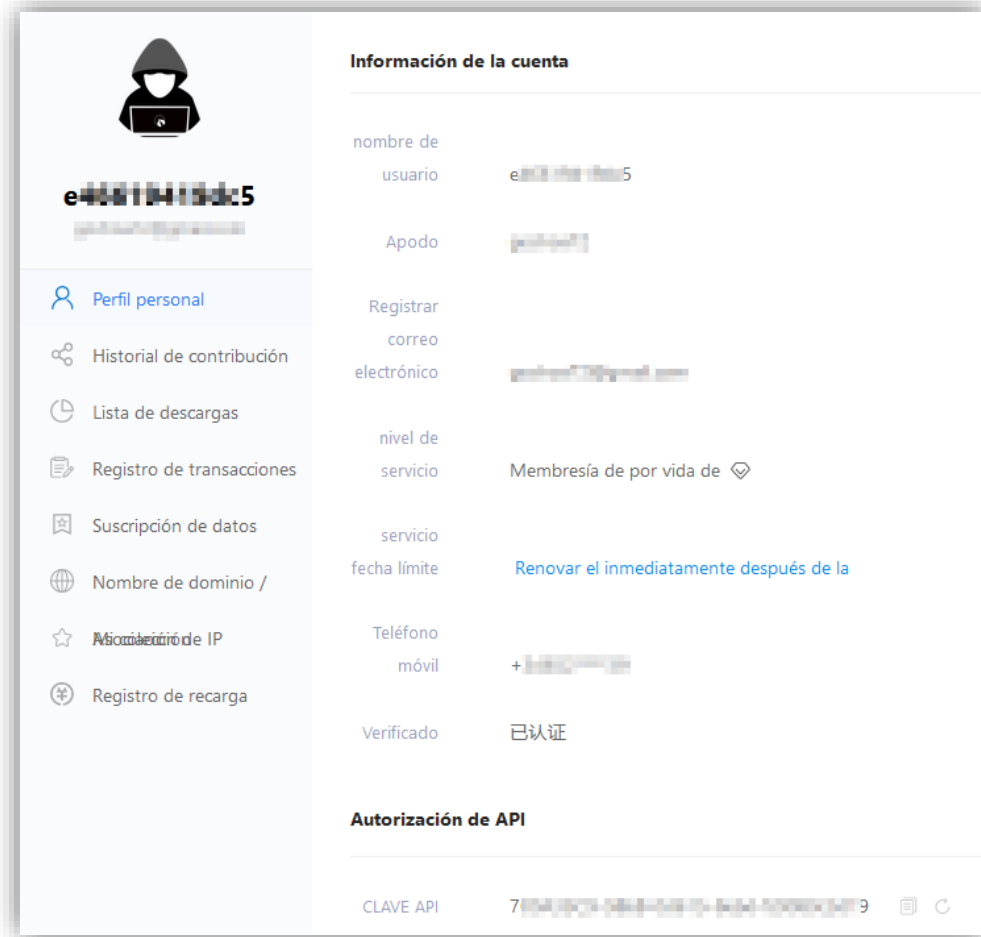 Perfil personal
Historial de contribución
Lista de descargas
Registro de transacciones
Suscripción de datos
Nombre de dominio /
de IP
Registro de recarga
Información de la cuenta
nombre de
usuario
Apodo
Registrar
correo
electrónico
nivel de
servicio
Membresía de por vida de
servicio
fecha límite
Renovar el inmediatamente después de la
Teléfono
móvil
+
Verificado
已认证
Autorización de API
CLAVE API